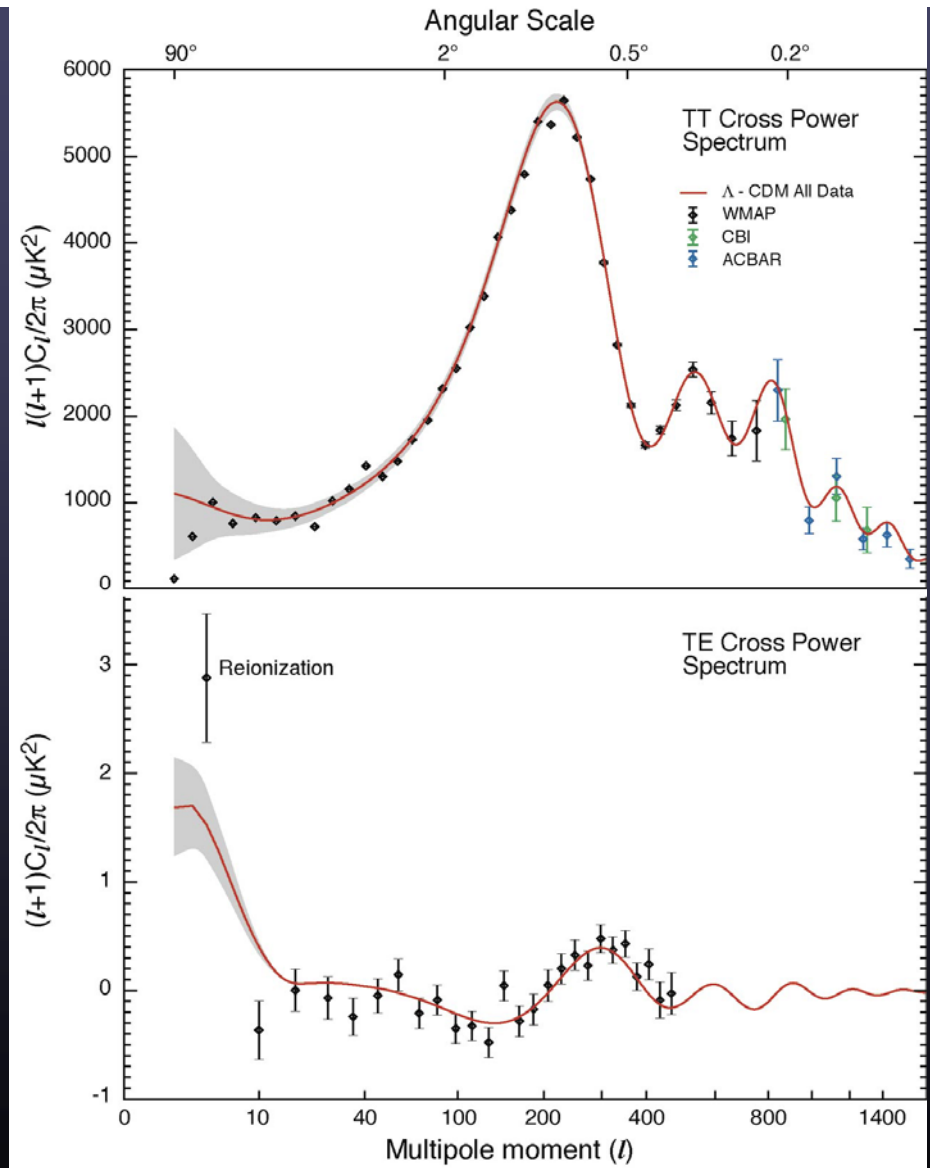 Angular Scale
90° 2° 0.5° 0.2°
6000
5000
4000
3000
2000
1000
0
l(l+1)Cl/2π (μK²)
TT Cross Power
Spectrum
Λ - CDM All Data
WMAP
CBI
ACBAR
3
2
1
0
-1
(l+1)Cl/2π (μK²)
Reionization
TE Cross Power
Spectrum
0 10 40 100 200 400 800 1400
Multipole moment (l)